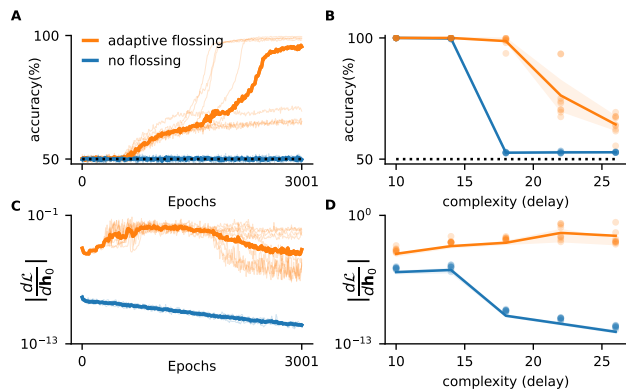 A
100
accuracy(%)
50
adaptive flossing
no flossing
0
3001
Epochs
B
100
accuracy(%)
50
10
15
20
25
complexity (delay)
C
10⁻¹
|dℒ/d𝐡₀|
10⁻¹³
0
3001
Epochs
D
10⁰
|dℒ/d𝐡₀|
10⁻¹³
10
15
20
25
complexity (delay)